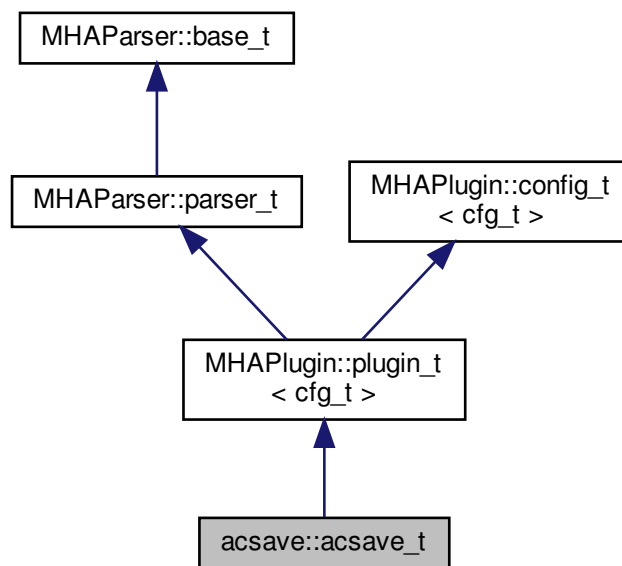 MHAParser::base_t
MHAParser::parser_t
MHAPlugin::config_t
< cfg_t >
MHAPlugin::plugin_t
< cfg_t >
acsave::acsave_t